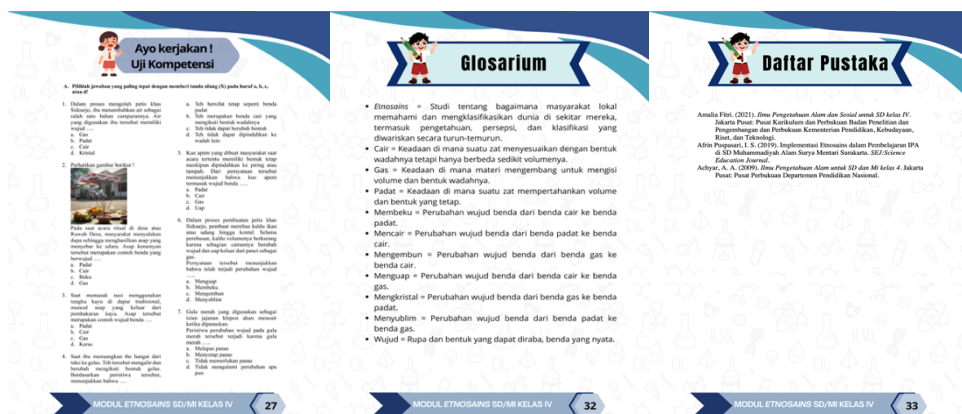 Ayo kerjakan !
Uji Kompetensi
A. Pilihlah jawaban yang paling tepat dengan memberi tanda silang (X) pada huruf a, b, c,
atau d!
1. Dalam proses mengolah petis khas
Sidoarjo, ibu menambahkan air sebagai
salah satu bahan campurannya. Air
yang digunakan ibu tersebut memiliki
wujud ....
a. Gas
b. Padat
c. Cair
d. Kristal
2. Perhatikan gambar berikut !
Pada saat acara ritual di desa atau
Ruwah Desa, masyarakat menyalakan
dupa sehingga menghasilkan asap yang
menyebar ke udara. Asap kemenyan
tersebut merupakan contoh benda yang
berwujud ....
a. Padat
b. Cair
c. Beku
d. Gas
3. Saat memasak nasi menggunakan
tungku kayu di dapur tradisional,
muncul asap yang keluar dari
pembakaran kayu. Asap tersebut
merupakan contoh wujud benda ....
a. Padat
b. Cair
c. Gas
d. Keras
4. Saat ibu menuangkan teh hangat dari
teko ke gelas. Teh tersebut mengalir dan
berubah mengikuti bentuk gelas.
Berdasarkan peristiwa tersebut,
menunjukkan bahwa ....
a. Teh bersifat tetap seperti benda
padat
b. Teh merupakan benda cair yang
mengikuti bentuk wadahnya
c. Teh tidak dapat berubah bentuk
d. Teh tidak dapat dipindahkan ke
wadah lain
5. Kue apem yang dibuat masyarakat saat
acara tertentu memiliki bentuk tetap
meskipun dipindahkan ke piring atau
tampah. Dari pernyataan tersebut
menunjukkan bahwa kue apem
termasuk wujud benda ....
a. Padat
b. Cair
c. Gas
d. Uap
6. Dalam proses pembuatan petis khas
Sidoarjo, pembuat merebus kaldu ikan
atau udang hingga kental. Selama
perebusan, kaldu volumenya berkurang
karena sebagian cairannya berubah
wujud dan uap keluar dari panci sebagai
gas.
Pernyataan tersebut menunjukkan
bahwa telah terjadi perubahan wujud
....
a. Menguap
b. Membeku
c. Mengembun
d. Menyublim
7. Gula merah yang digunakan sebagai
isian jajanan klepon akan mencair
ketika dipanaskan.
Peristiwa perubahan wujud pada gula
merah tersebut terjadi karena gula
merah ....
a. Melepas panas
b. Menyerap panas
c. Tidak memerlukan panas
d. Tidak mengalami perubahan apa
pun
MODUL ETNOSAINS SD/MI KELAS IV
27
Glosarium
• Etnosains = Studi tentang bagaimana masyarakat lokal
memahami dan mengklasifikasikan dunia di sekitar mereka,
termasuk pengetahuan, persepsi, dan klasifikasi yang
diwariskan secara turun-temurun.
• Cair = Keadaan di mana suatu zat menyesuaikan dengan bentuk
wadahnya tetapi hanya berbeda sedikit volumenya.
• Gas = Keadaan di mana materi mengembang untuk mengisi
volume dan bentuk wadahnya.
• Padat = Keadaan di mana suatu zat mempertahankan volume
dan bentuk yang tetap.
• Membeku = Perubahan wujud benda dari benda cair ke benda
padat.
• Mencair = Perubahan wujud benda dari benda padat ke benda
cair.
• Mengembun = Perubahan wujud benda dari benda gas ke
benda cair.
• Menguap = Perubahan wujud benda dari benda cair ke benda
gas.
• Mengkristal = Perubahan wujud benda dari benda gas ke benda
padat.
• Menyublim = Perubahan wujud benda dari benda padat ke
benda gas.
• Wujud = Rupa dan bentuk yang dapat diraba, benda yang nyata.
MODUL ETNOSAINS SD/MI KELAS IV
32
Daftar Pustaka
Amalia Fitri. (2021). Ilmu Pengetahuan Alam dan Sosial untuk SD kelas IV.
Jakarta Pusat: Pusat Kurikulum dan Perbukuan Badan Penelitian dan
Pengembangan dan Perbukuan Kementerian Pendidikan, Kebudayaan,
Riset, dan Teknologi.
Afrin Puspasari, I. S. (2019). Implementasi Etnosains dalam Pembelajaran IPA
di SD Muhammadiyah Alam Surya Mentari Surakarta. SEJ:Science
Education Journal.
Achyar, A. A. (2009). Ilmu Pengetahuan Alam untuk SD dan Mi kelas 4. Jakarta
Pusat: Pusat Perbukuan Departemen Pendidikan Nasional.
MODUL ETNOSAINS SD/MI KELAS IV
33